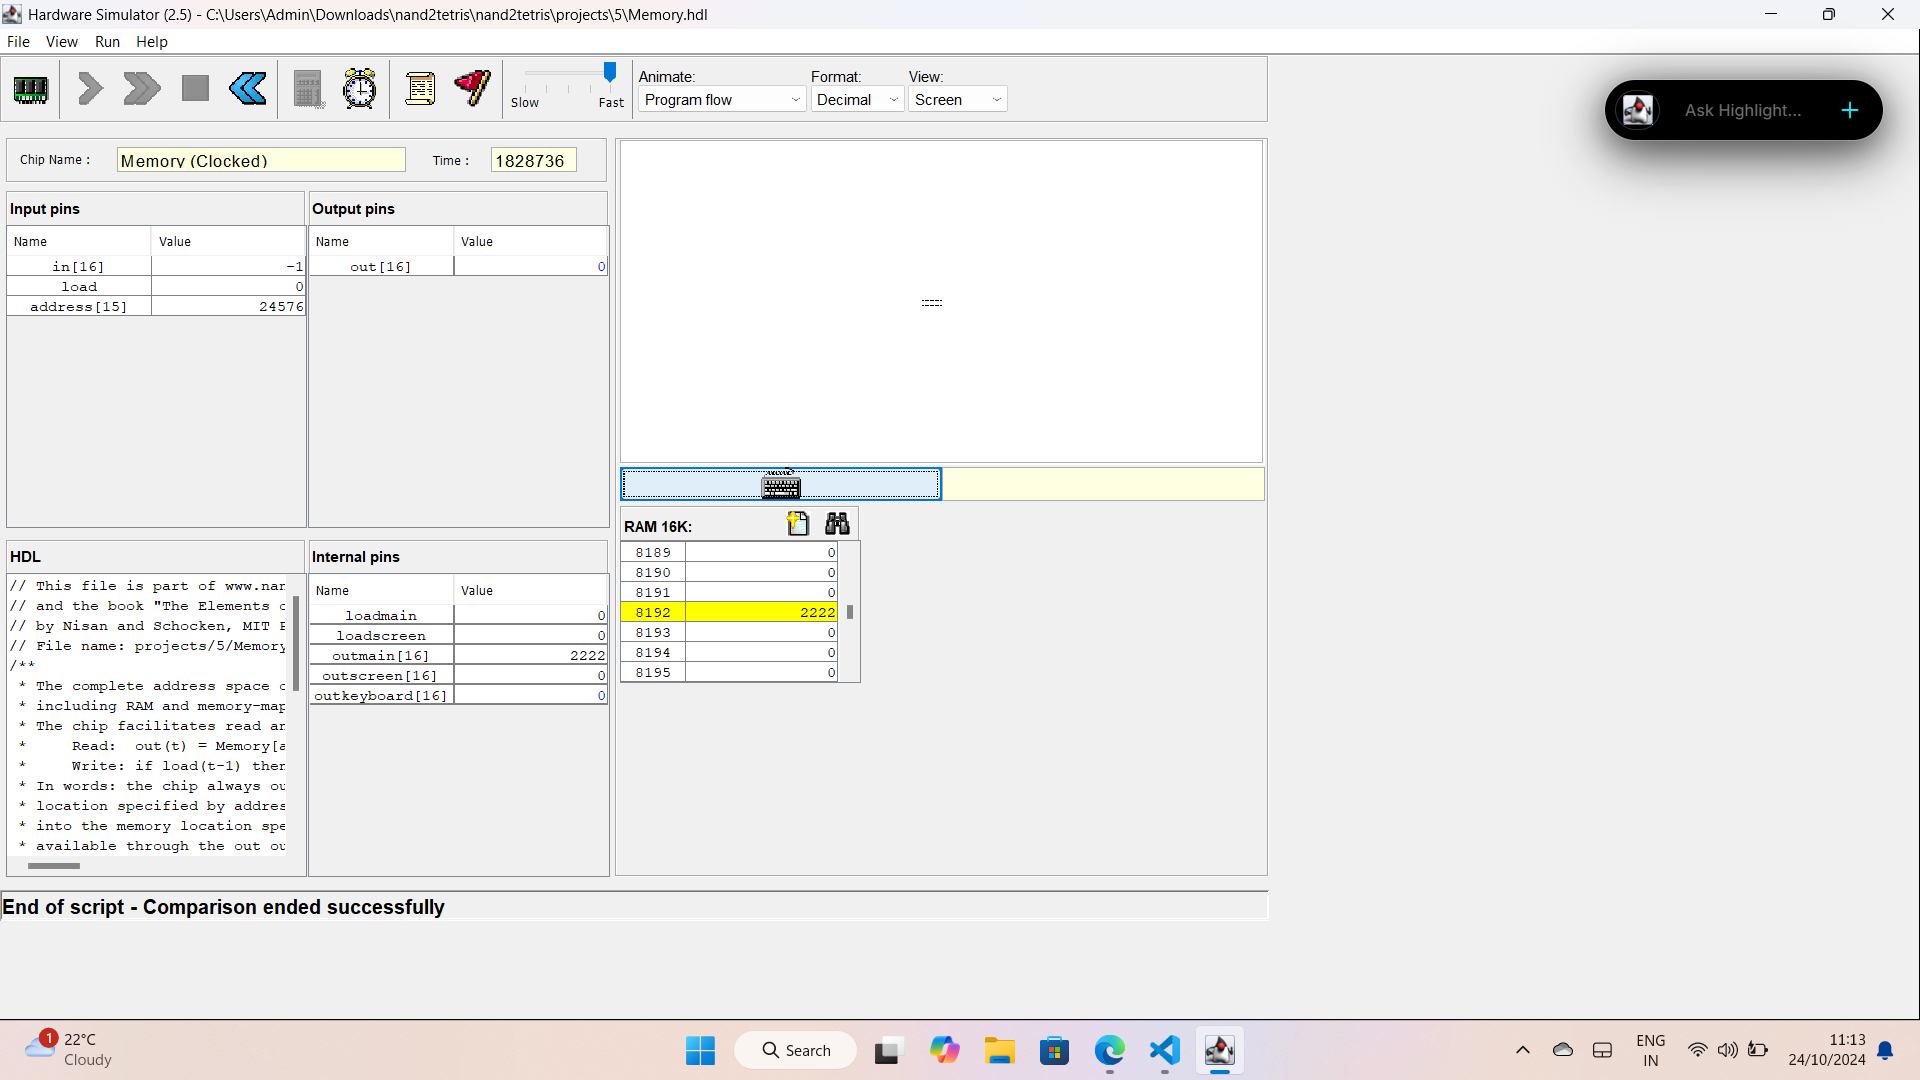 Hardware Simulator (2.5) - C:\Users\Admin\Downloads\nand2tetris\nand2tetris\projects\5\Memory.hdl
File View Run Help
Slow Fast
Animate: Format: View:
Program flow Decimal Screen
Ask Highlight...
Chip Name : Memory (Clocked) Time : 1828736
Input pins
Name Value
in[16] -1
load 0
address[15] 24576
Output pins
Name Value
out[16] 0
RAM 16K:
8189 0
8190 0
8191 0
8192 2222
8193 0
8194 0
8195 0
HDL
// This file is part of www.nan
// and the book "The Elements o
// by Nisan and Schocken, MIT P
// File name: projects/5/Memory
/**
* The complete address space o
* including RAM and memory-map
* The chip facilitates read an
* Read: out(t) = Memory[a
* Write: if load(t-1) then
* In words: the chip always ou
* location specified by addres
* into the memory location spe
* available through the out ou
Internal pins
Name Value
loadmain 0
loadscreen 0
outmain[16] 2222
outscreen[16] 0
outkeyboard[16] 0
End of script - Comparison ended successfully
1
22°C
Cloudy
Search
ENG
IN
11:13
24/10/2024